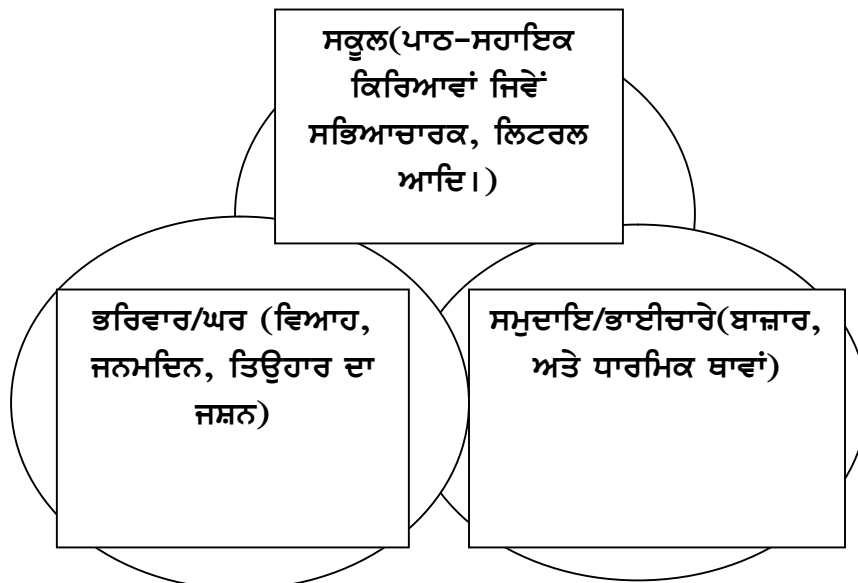 ਸਕੂਲ(ਪਾਠ-ਸਹਾਇਕ
ਕਿਰਿਆਵਾਂ ਜਿਵੇਂ
ਸਭਿਆਚਾਰਕ, ਲਿਟਰਲ
ਆਦਿ।)
ਭਰਿਵਾਰ/ਘਰ (ਵਿਆਹ,
ਜਨਮਦਿਨ, ਤਿਉਹਾਰ ਦਾ
ਜਸ਼ਨ)
ਸਮੁਦਾਇ/ਭਾਈਚਾਰੇ(ਬਾਜ਼ਾਰ,
ਅਤੇ ਧਾਰਮਿਕ ਥਾਵਾਂ)